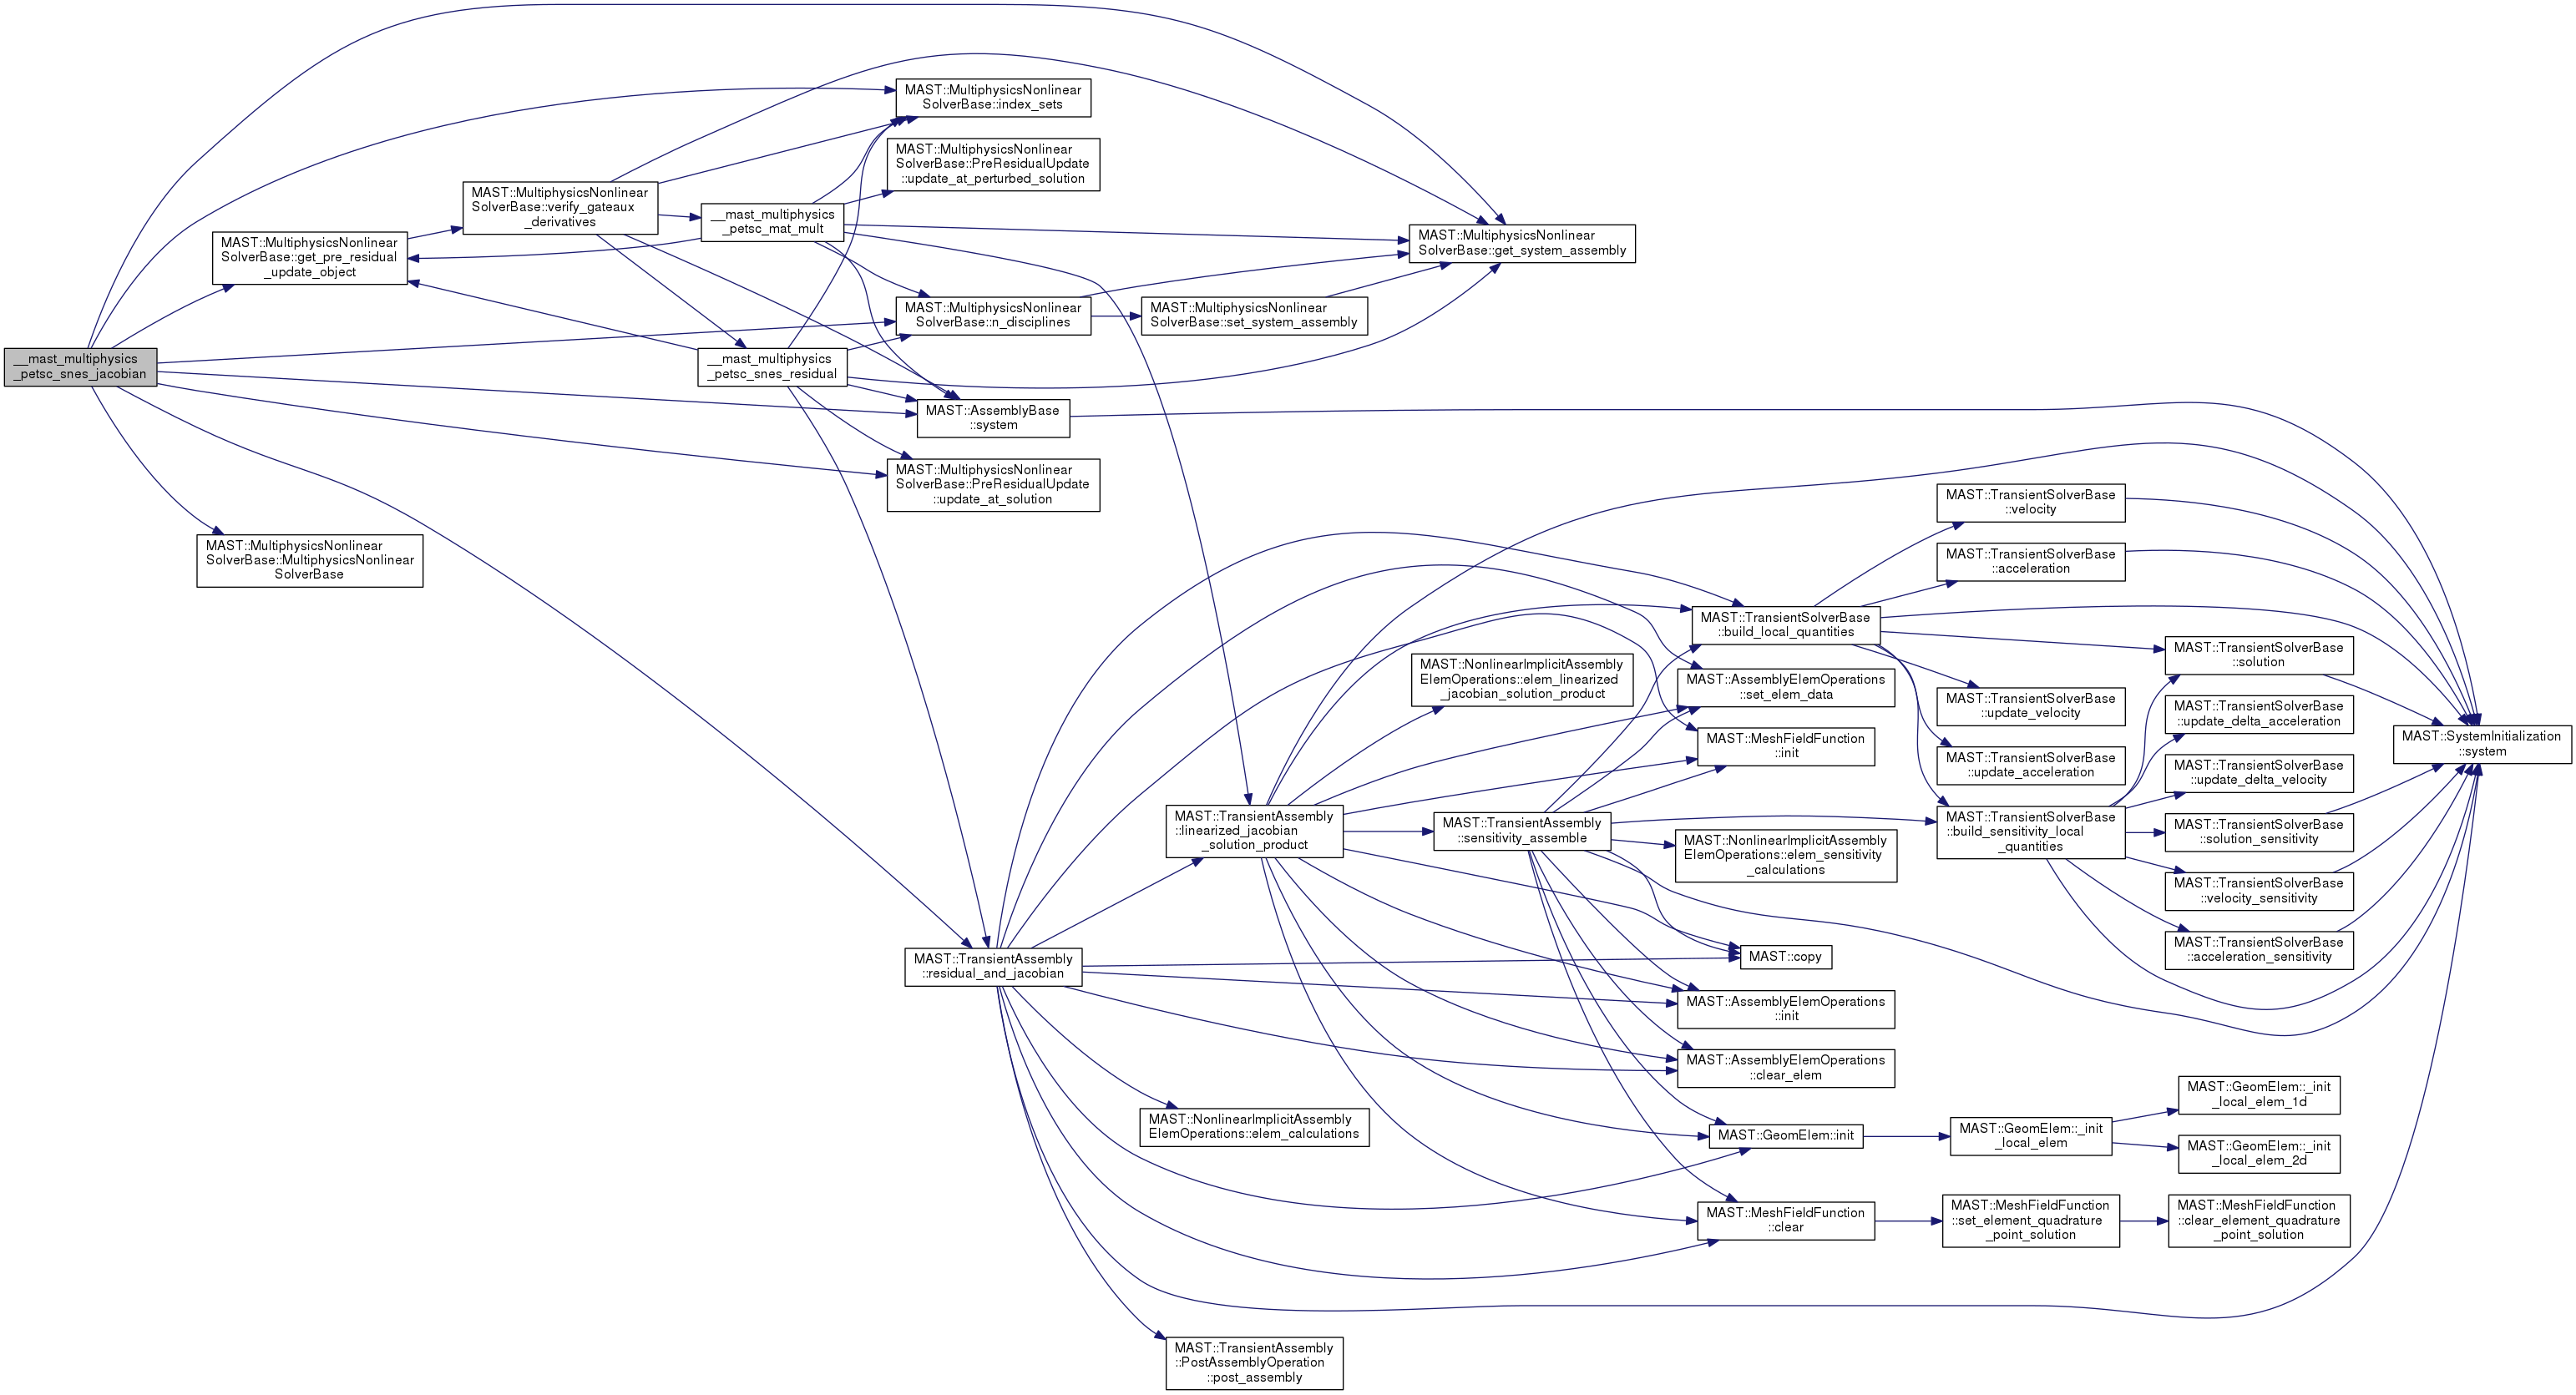 __mast_multiphysics
_petsc_snes_jacobian
MAST::MultiphysicsNonlinear
SolverBase::get_pre_residual
_update_object
MAST::MultiphysicsNonlinear
SolverBase::MultiphysicsNonlinear
SolverBase
MAST::MultiphysicsNonlinear
SolverBase::verify_gateaux
_derivatives
__mast_multiphysics
_petsc_mat_mult
__mast_multiphysics
_petsc_snes_residual
MAST::MultiphysicsNonlinear
SolverBase::index_sets
MAST::MultiphysicsNonlinear
SolverBase::PreResidualUpdate
::update_at_perturbed_solution
MAST::MultiphysicsNonlinear
SolverBase::n_disciplines
MAST::AssemblyBase
::system
MAST::MultiphysicsNonlinear
SolverBase::PreResidualUpdate
::update_at_solution
MAST::TransientAssembly
::residual_and_jacobian
MAST::MultiphysicsNonlinear
SolverBase::set_system_assembly
MAST::TransientAssembly
::linearized_jacobian
_solution_product
MAST::NonlinearImplicitAssembly
ElemOperations::elem_calculations
MAST::TransientAssembly
::PostAssemblyOperation
::post_assembly
MAST::MultiphysicsNonlinear
SolverBase::get_system_assembly
MAST::NonlinearImplicitAssembly
ElemOperations::elem_linearized
_jacobian_solution_product
MAST::TransientAssembly
::sensitivity_assemble
MAST::TransientSolverBase
::build_local_quantities
MAST::AssemblyElemOperations
::set_elem_data
MAST::MeshFieldFunction
::init
MAST::NonlinearImplicitAssembly
ElemOperations::elem_sensitivity
_calculations
MAST::copy
MAST::AssemblyElemOperations
::init
MAST::AssemblyElemOperations
::clear_elem
MAST::GeomElem::init
MAST::MeshFieldFunction
::clear
MAST::TransientSolverBase
::velocity
MAST::TransientSolverBase
::acceleration
MAST::TransientSolverBase
::update_velocity
MAST::TransientSolverBase
::update_acceleration
MAST::TransientSolverBase
::build_sensitivity_local
_quantities
MAST::GeomElem::_init
_local_elem
MAST::MeshFieldFunction
::set_element_quadrature
_point_solution
MAST::TransientSolverBase
::solution
MAST::TransientSolverBase
::update_delta_acceleration
MAST::TransientSolverBase
::update_delta_velocity
MAST::TransientSolverBase
::solution_sensitivity
MAST::TransientSolverBase
::velocity_sensitivity
MAST::TransientSolverBase
::acceleration_sensitivity
MAST::GeomElem::_init
_local_elem_1d
MAST::GeomElem::_init
_local_elem_2d
MAST::MeshFieldFunction
::clear_element_quadrature
_point_solution
MAST::SystemInitialization
::system